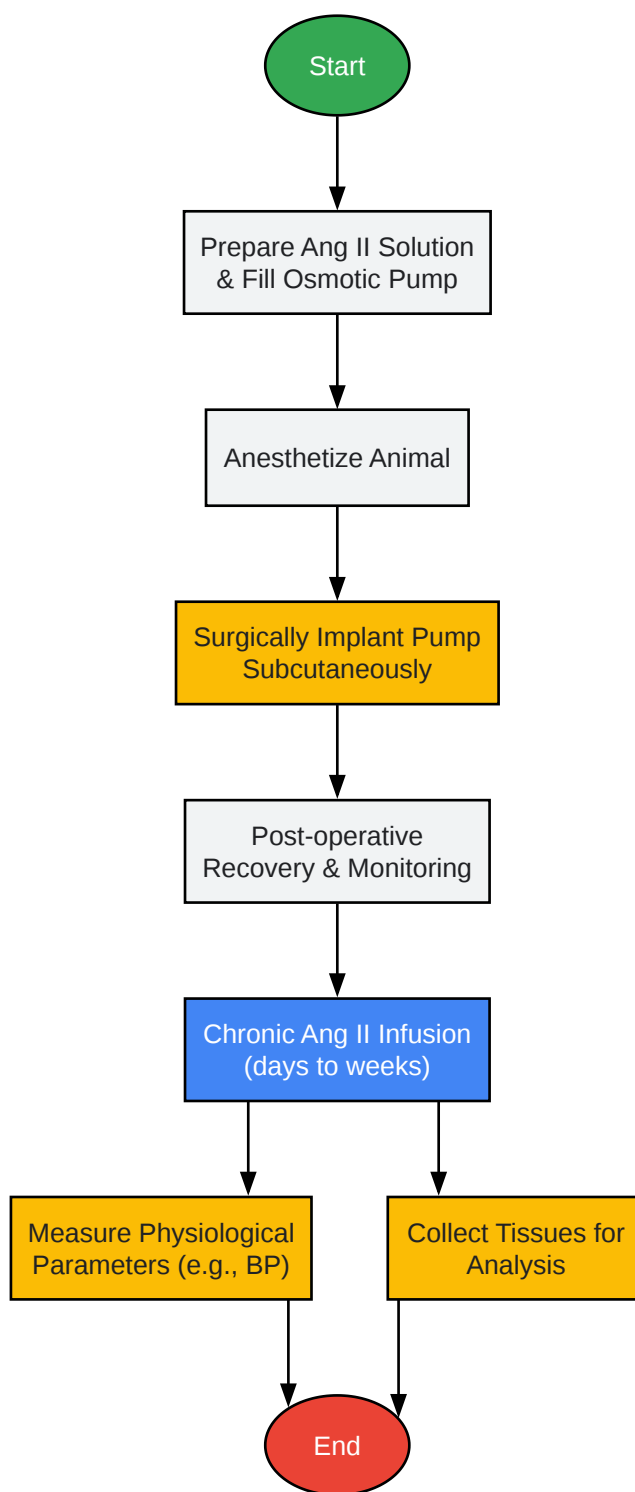 Start
Prepare Ang II Solution
& Fill Osmotic Pump
Anesthetize Animal
Surgically Implant Pump
Subcutaneously
Post-operative
Recovery & Monitoring
Chronic Ang II Infusion
(days to weeks)
Measure Physiological
Parameters (e.g., BP)
Collect Tissues for
Analysis
End